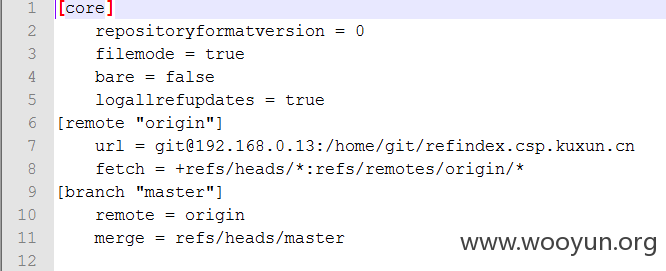 1 [core]
2 repositoryformatversion = 0
3 filemode = true
4 bare = false
5 logallrefupdates = true
6 [remote "origin"]
7 url = git@192.168.0.13:/home/git/refindex.csp.kuxun.cn
8 fetch = +refs/heads/*:refs/remotes/origin/*
9 [branch "master"]
10 remote = origin
11 merge = refs/heads/master
12
www.wooyun.org